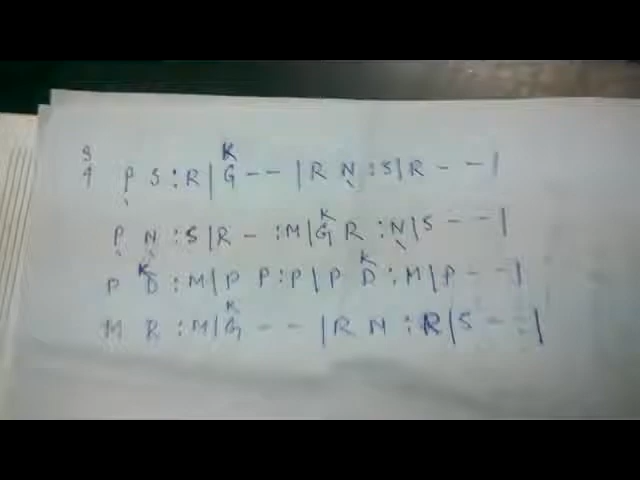 3/4 Ṗ S : R | G(K) - - | R Ṇ : S | R - - - |
P̣ Ṇ : S | R - : M | G(K) R : Ṇ | S - - - |
P D(K) : M | P P : P | P D(K) : M | P - - |
M R : M | G(K) - - | R M : R | S - - |